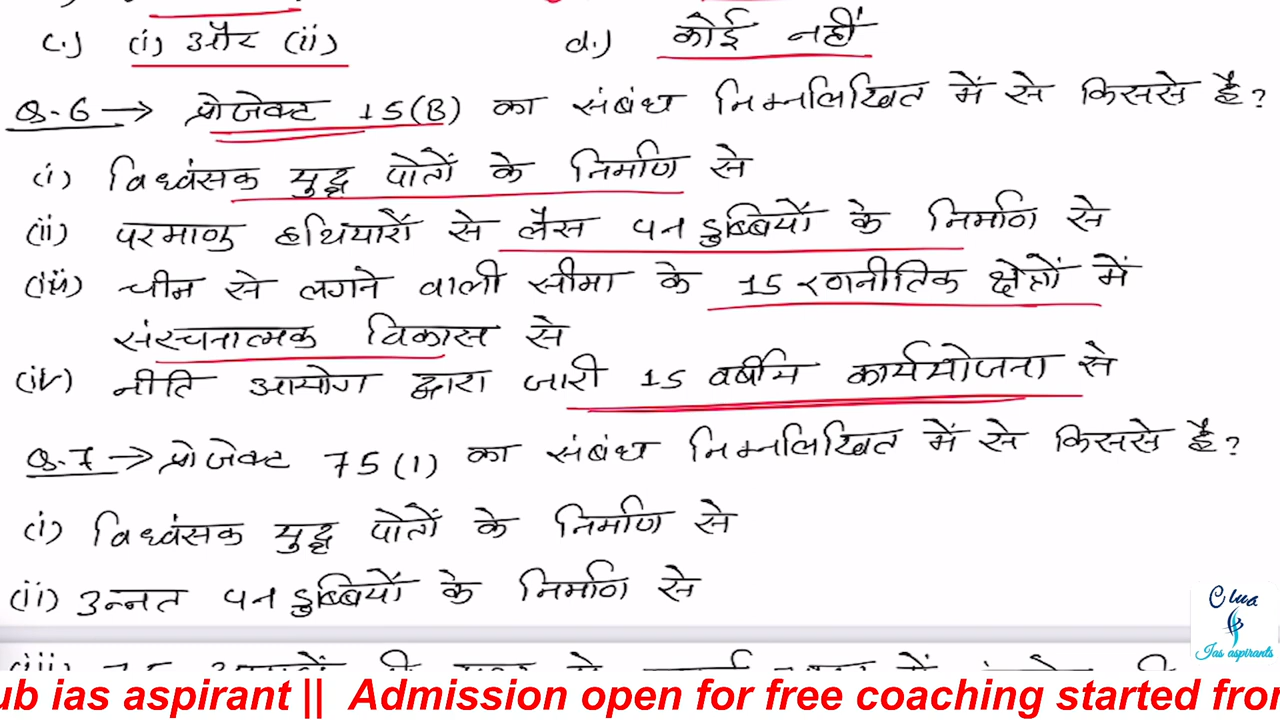 c.) (i) और (ii) d.) कोई नहीं
Q.6 → प्रोजेक्ट 15(B) का संबंध निम्नलिखित में से किससे है?
(i) विध्वंसक युद्ध पोतों के निर्माण से
(ii) परमाणु हथियारों से लैस पनडुब्बियों के निर्माण से
(iii) चीन से लगने वाली सीमा के 15 रणनीतिक क्षेत्रों में
संरचनात्मक विकास से
(iv) नीति आयोग द्वारा जारी 15 वर्षीय कार्ययोजना से
Q.7 → प्रोजेक्ट 75(1) का संबंध निम्नलिखित में से किससे है?
(i) विध्वंसक युद्ध पोतों के निर्माण से
(ii) उन्नत पनडुब्बियों के निर्माण से
Ias aspirants
ub ias aspirant || Admission open for free coaching started fron